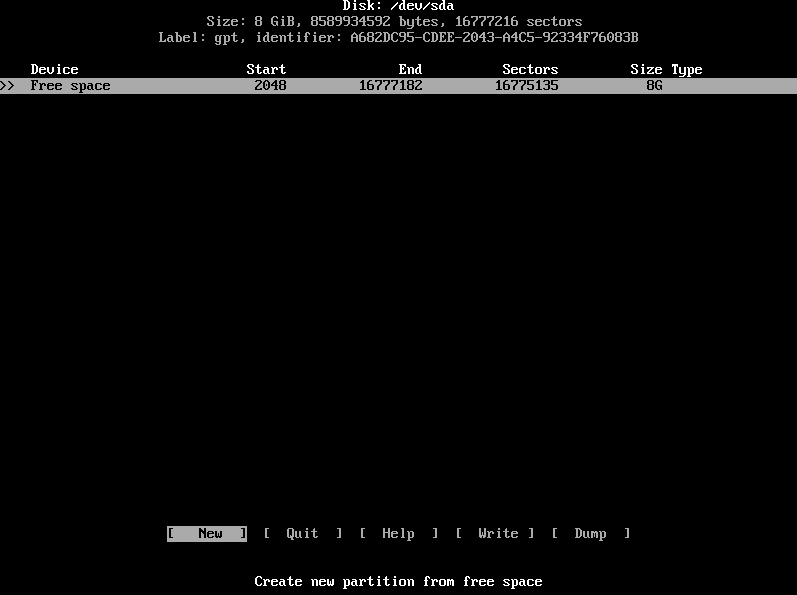 Disk: /dev/sda
Size: 8 GiB, 8589934592 bytes, 16777216 sectors
Label: gpt, identifier: A682DC95-CDEE-2043-A4C5-92334F76083B
Device Start End Sectors Size Type
>> Free space 2048 16777182 16775135 8G
[ New ] [ Quit ] [ Help ] [ Write ] [ Dump ]
Create new partition from free space